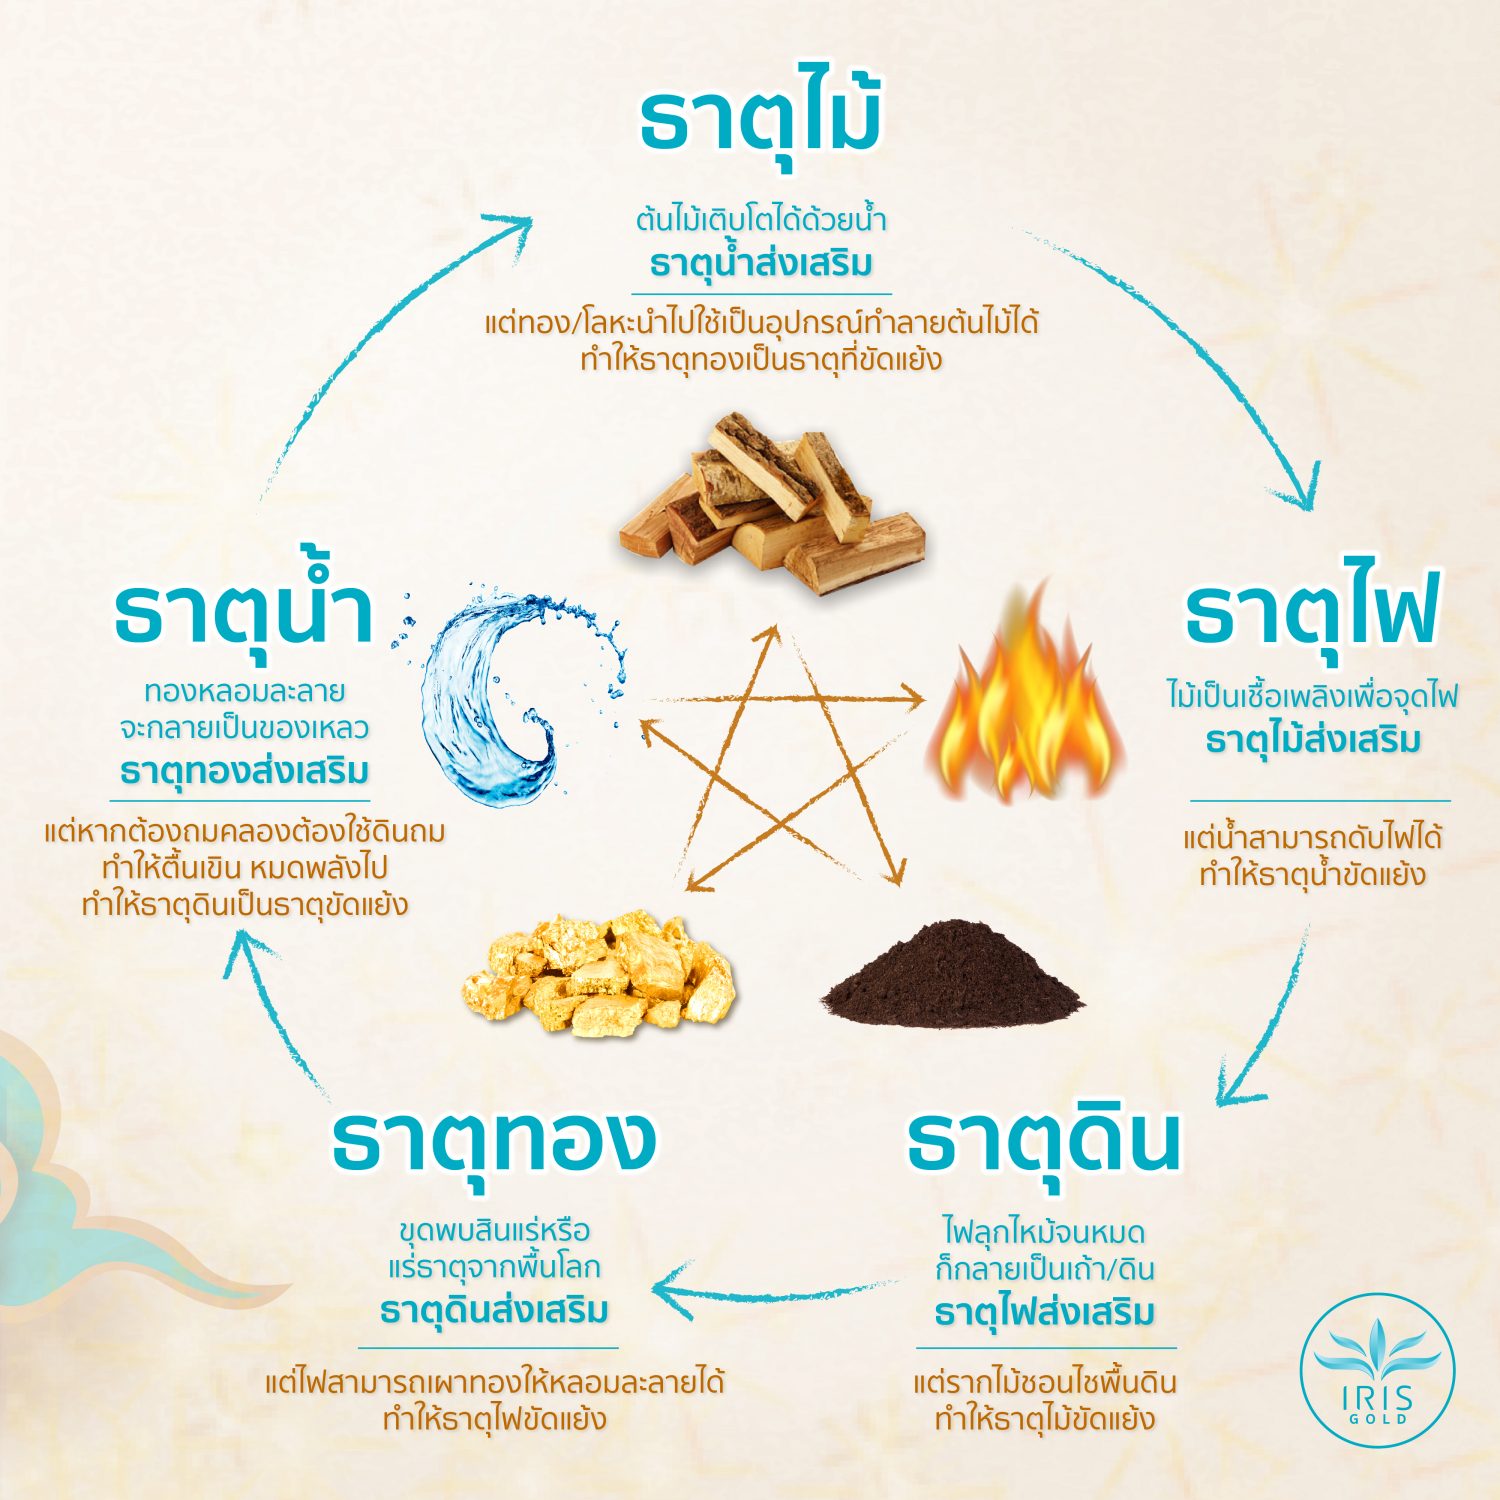 ธาตุไม้
ต้นไม้เติบโตได้ด้วยน้ำ
ธาตุน้ำส่งเสริม
แต่ทอง/โลหะนำไปใช้เป็นอุปกรณ์ทำลายต้นไม้ได้
ทำให้ธาตุทองเป็นธาตุที่ขัดแย้ง
ธาตุน้ำ
ทองหลอมละลาย
จะกลายเป็นของเหลว
ธาตุทองส่งเสริม
แต่หากต้องถมคลองต้องใช้ดินถม
ทำให้ตื้นเขิน หมดพลังไป
ทำให้ธาตุดินเป็นธาตุขัดแย้ง
ธาตุไฟ
ไม้เป็นเชื้อเพลิงเพื่อจุดไฟ
ธาตุไม้ส่งเสริม
แต่น้ำสามารถดับไฟได้
ทำให้ธาตุน้ำขัดแย้ง
ธาตุทอง
ขุดพบสินแร่หรือ
แร่ธาตุจากพื้นโลก
ธาตุดินส่งเสริม
แต่ไฟสามารถเผาทองให้หลอมละลายได้
ทำให้ธาตุไฟขัดแย้ง
ธาตุดิน
ไฟลุกไหม้จนหมด
ก็กลายเป็นเถ้า/ดิน
ธาตุไฟส่งเสริม
แต่รากไม้ชอนไชพื้นดิน
ทำให้ธาตุไม้ขัดแย้ง
IRIS
GOLD